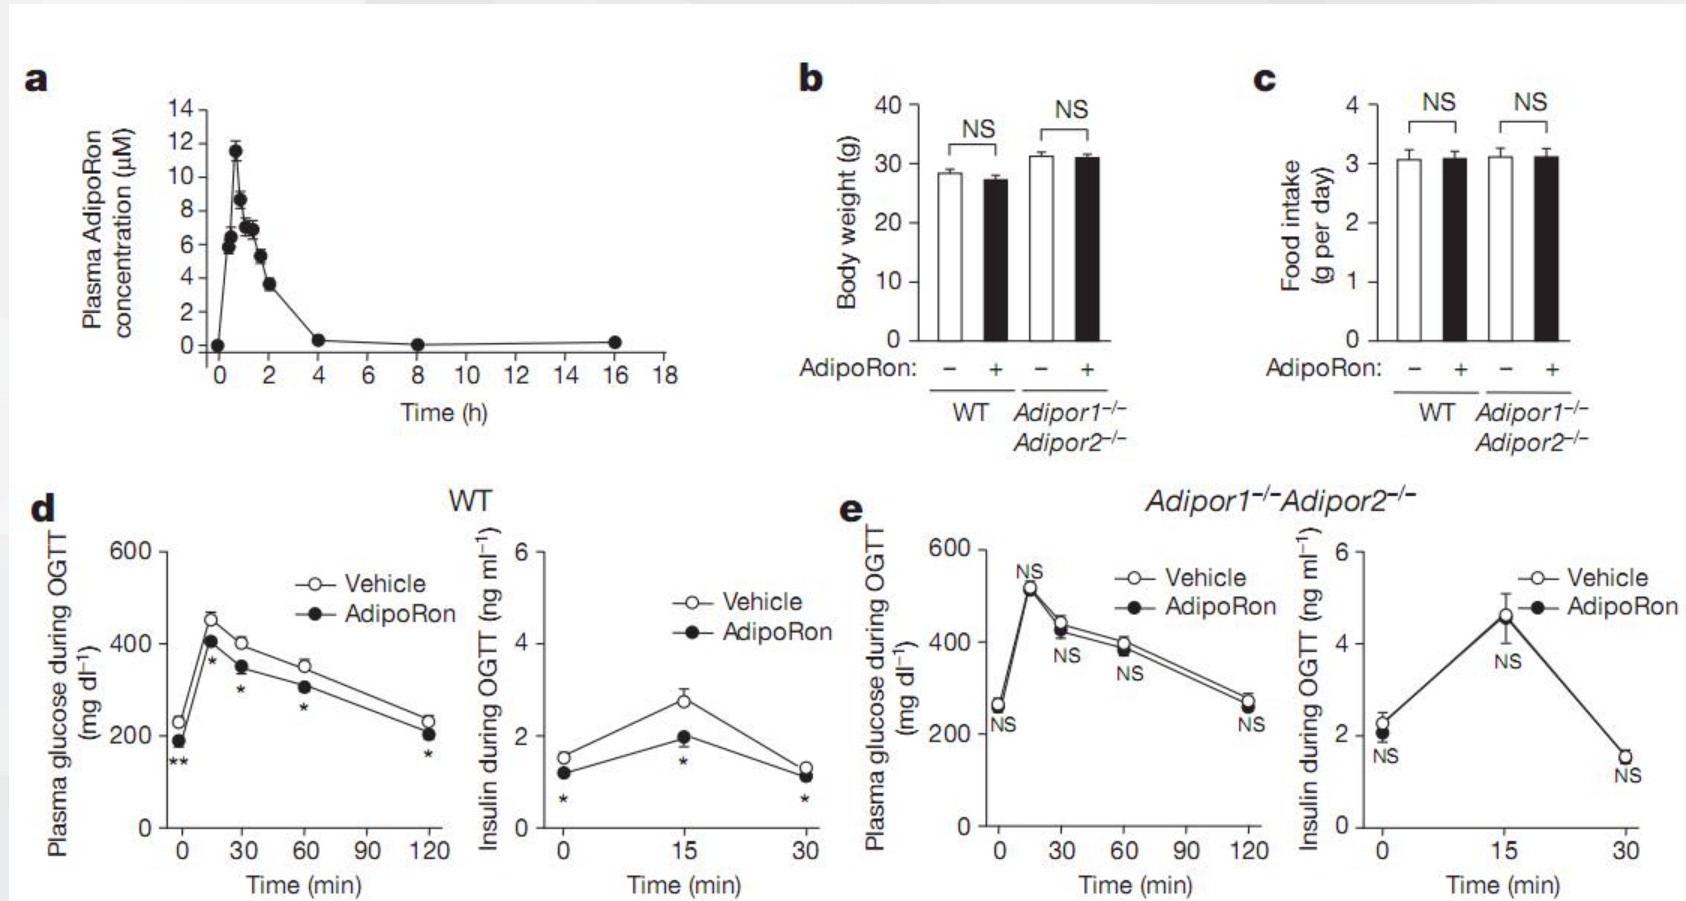 a
14
12
10
8
6
4
2
0
Plasma AdipoRon
concentration (μM)
0 2 4 6 8 10 12 14 16 18
Time (h)
b
40
30
20
10
0
Body weight (g)
NS
NS
AdipoRon: − + − +
WT Adipor1⁻/⁻
Adipor2⁻/⁻
c
4
3
2
1
0
Food intake
(g per day)
NS NS
AdipoRon: − + − +
WT Adipor1⁻/⁻
Adipor2⁻/⁻
d
WT
Plasma glucose during OGTT
(mg dl⁻¹)
600
400
200
0
Vehicle
AdipoRon
**
*
*
*
*
0 30 60 90 120
Time (min)
Insulin during OGTT (ng ml⁻¹)
6
4
2
0
Vehicle
AdipoRon
*
*
*
0 15 30
Time (min)
e
Adipor1⁻/⁻Adipor2⁻/⁻
Plasma glucose during OGTT
(mg dl⁻¹)
600
400
200
0
Vehicle
AdipoRon
NS
NS
NS
NS
NS
0 30 60 90 120
Time (min)
Insulin during OGTT (ng ml⁻¹)
6
4
2
0
Vehicle
AdipoRon
NS
NS
NS
0 15 30
Time (min)